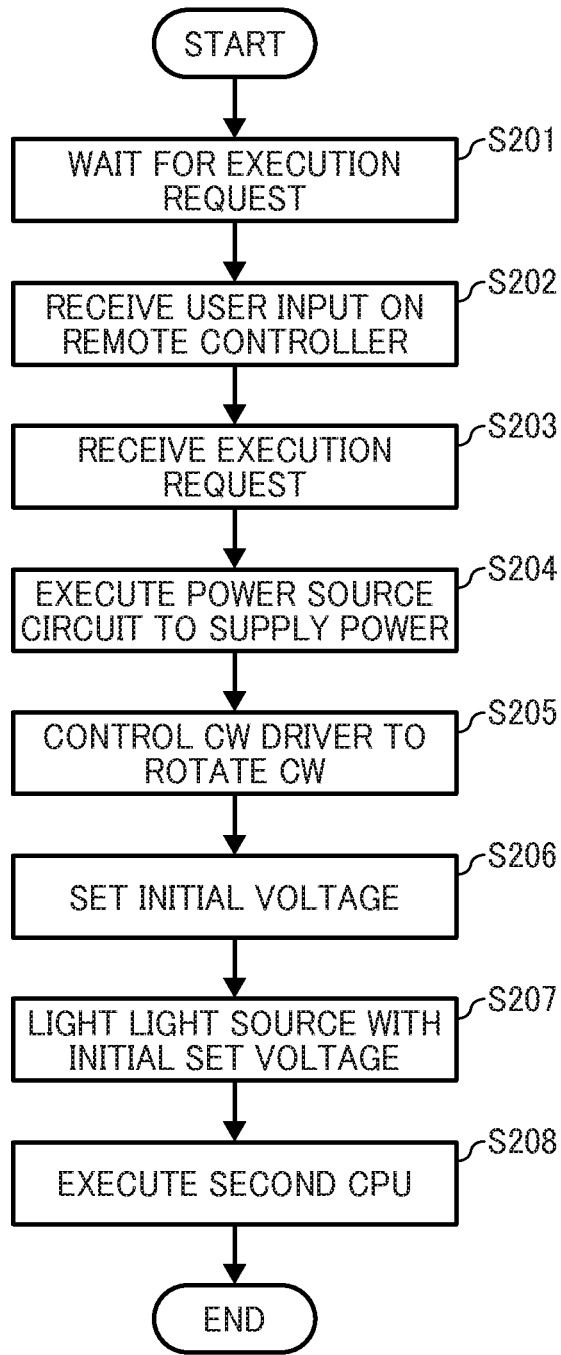 START
S201
WAIT FOR EXECUTION
REQUEST
S202
RECEIVE USER INPUT ON
REMOTE CONTROLLER
S203
RECEIVE EXECUTION
REQUEST
S204
EXECUTE POWER SOURCE
CIRCUIT TO SUPPLY POWER
S205
CONTROL CW DRIVER TO
ROTATE CW
S206
SET INITIAL VOLTAGE
S207
LIGHT LIGHT SOURCE WITH
INITIAL SET VOLTAGE
S208
EXECUTE SECOND CPU
END